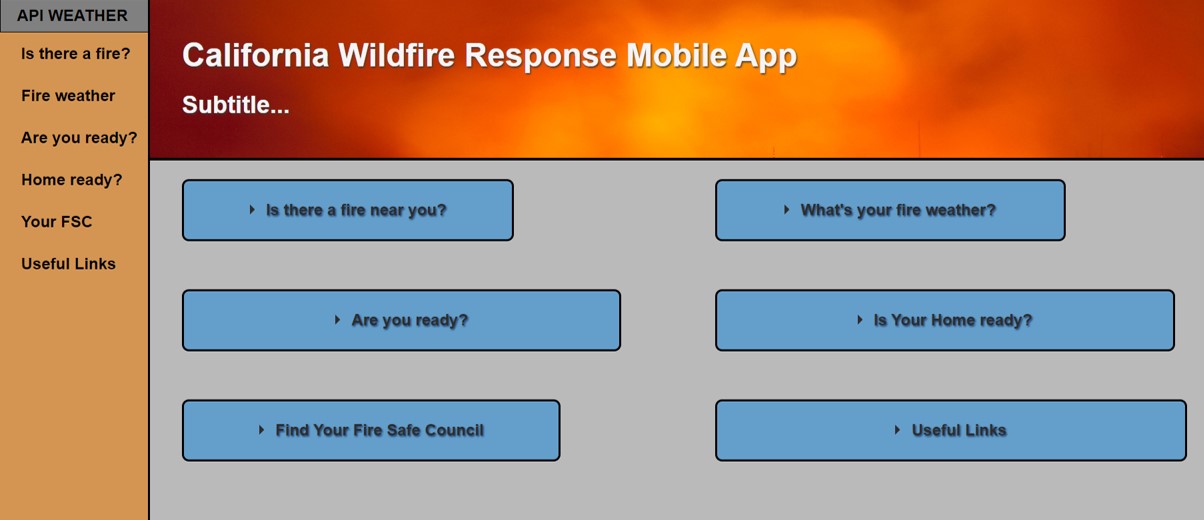 API WEATHER
Is there a fire?
Fire weather
Are you ready?
Home ready?
Your FSC
Useful Links
California Wildfire Response Mobile App
Subtitle...
Is there a fire near you?
What's your fire weather?
Are you ready?
Is Your Home ready?
Find Your Fire Safe Council
Useful Links